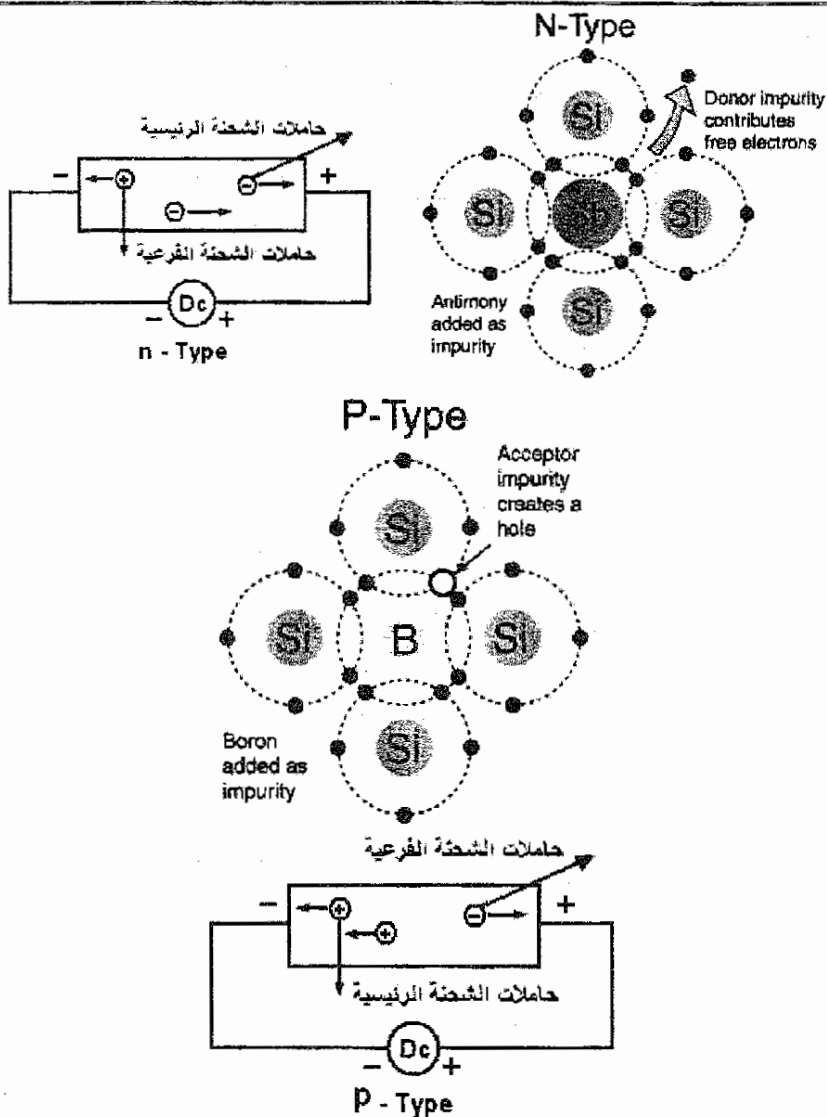 N-Type
Donor impurity
contributes
free electrons
Si
Si
Sb
Si
Si
Antimony
added as
impurity
حاملات الشحنة الرئيسية
-
+
+
-
-
حاملات الشحنة الفرعية
- Dc +
n - Type
P-Type
Acceptor
impurity
creates a
hole
Si
Si
B
Si
Si
Boron
added as
impurity
حاملات الشحنة الفرعية
-
+
+
-
+
حاملات الشحنة الرئيسية
- Dc +
P - Type